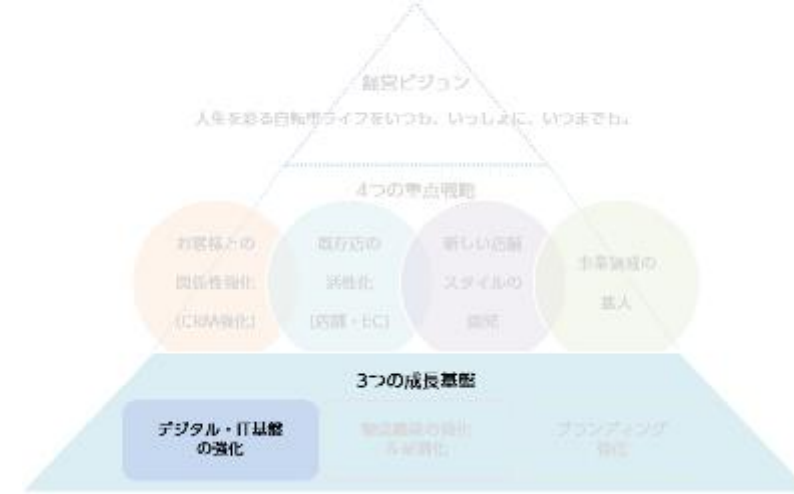 経営ビジョン
人生を彩る自転車ライフをいつも、いっしょに、いつまでも。
4つの重点戦略
お客様との
関係性強化
(CRM強化)
既存店の
活性化
(店舗・EC)
新しい店舗
スタイルの
開発
事業領域の
拡大
3つの成長基盤
デジタル・IT基盤
の強化
ブランディング
強化